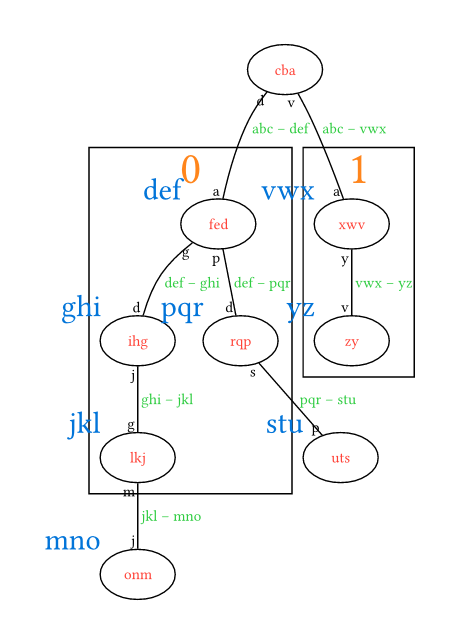 cba
d v
abc – def abc – vwx
0 1
def a vwx a
fed xwv
g p y
def – ghi def – pqr vwx – yz
ghi d pqr d yz v
ihg rqp zy
j s
ghi – jkl pqr – stu
jkl g stu p
lkj uts
m
jkl – mno
mno j
onm